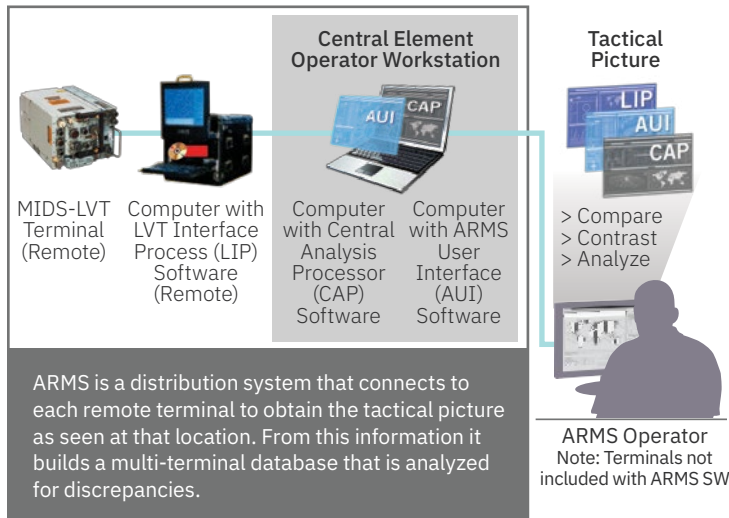 Central Element
Operator Workstation
AUI
CAP
MIDS-LVT
Terminal
(Remote)
Computer with
LVT Interface
Process (LIP)
Software
(Remote)
Computer
with Central
Analysis
Processor
(CAP)
Software
Computer
with ARMS
User
Interface
(AUI)
Software
Tactical
Picture
LIP
AUI
CAP
> Compare
> Contrast
> Analyze
ARMS is a distribution system that connects to
each remote terminal to obtain the tactical picture
as seen at that location. From this information it
builds a multi-terminal database that is analyzed
for discrepancies.
ARMS Operator
Note: Terminals not
included with ARMS SW